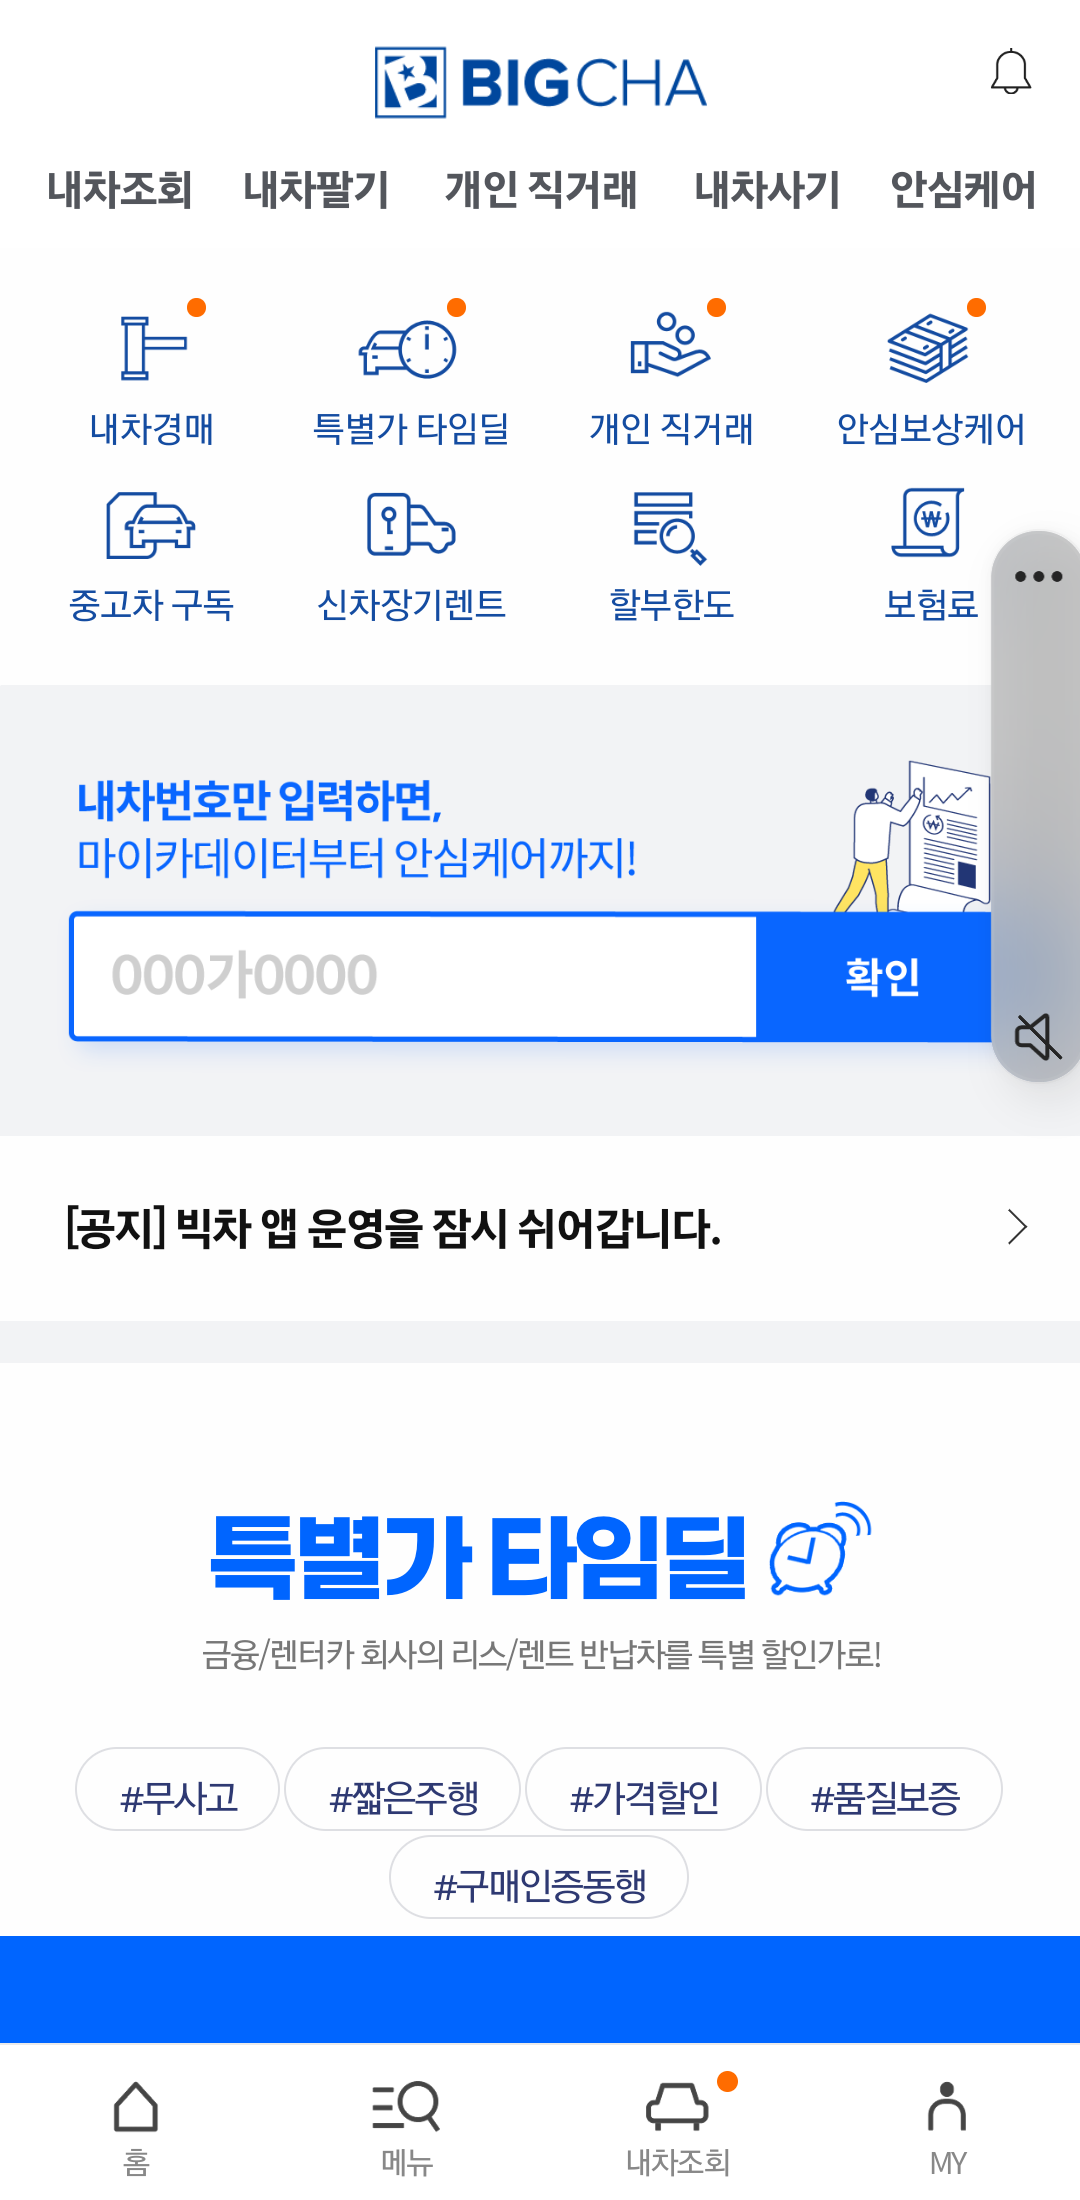 BIGCHA
내차조회 내차팔기 개인 직거래 내차사기 안심케어
내차경매 특별가 타임딜 개인 직거래 안심보상케어
중고차 구독 신차장기렌트 할부한도 보험료
내차번호만 입력하면,
마이카데이터부터 안심케어까지!
000가0000 확인
[공지] 빅차 앱 운영을 잠시 쉬어갑니다.
특별가 타임딜
금융/렌터카 회사의 리스/렌트 반납차를 특별 할인가로!
#무사고 #짧은주행 #가격할인 #품질보증
#구매인증동행
홈 메뉴 내차조회 MY